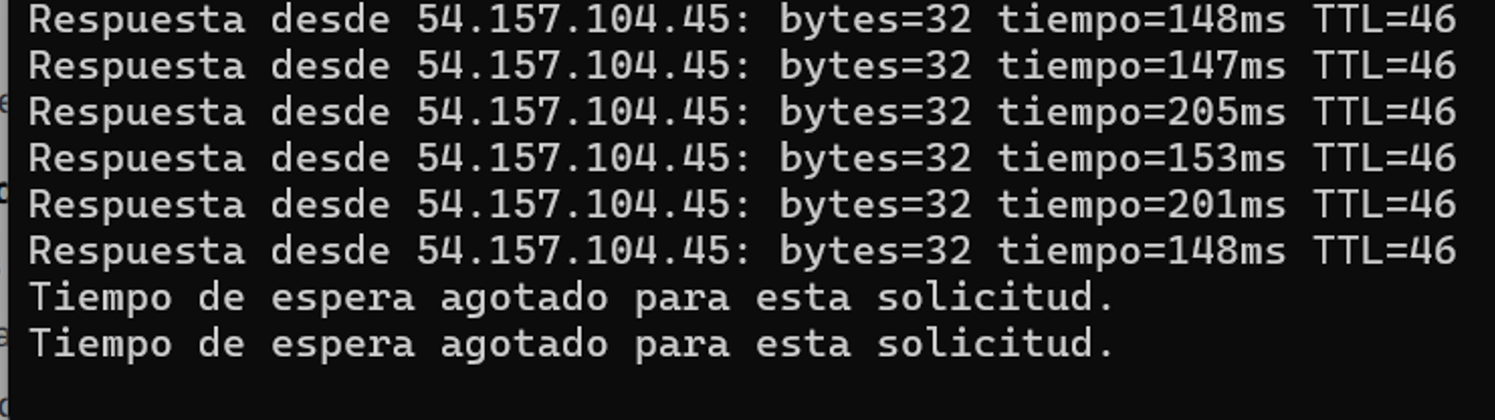 Respuesta desde 54.157.104.45: bytes=32 tiempo=148ms TTL=46
Respuesta desde 54.157.104.45: bytes=32 tiempo=147ms TTL=46
Respuesta desde 54.157.104.45: bytes=32 tiempo=205ms TTL=46
Respuesta desde 54.157.104.45: bytes=32 tiempo=153ms TTL=46
Respuesta desde 54.157.104.45: bytes=32 tiempo=201ms TTL=46
Respuesta desde 54.157.104.45: bytes=32 tiempo=148ms TTL=46
Tiempo de espera agotado para esta solicitud.
Tiempo de espera agotado para esta solicitud.